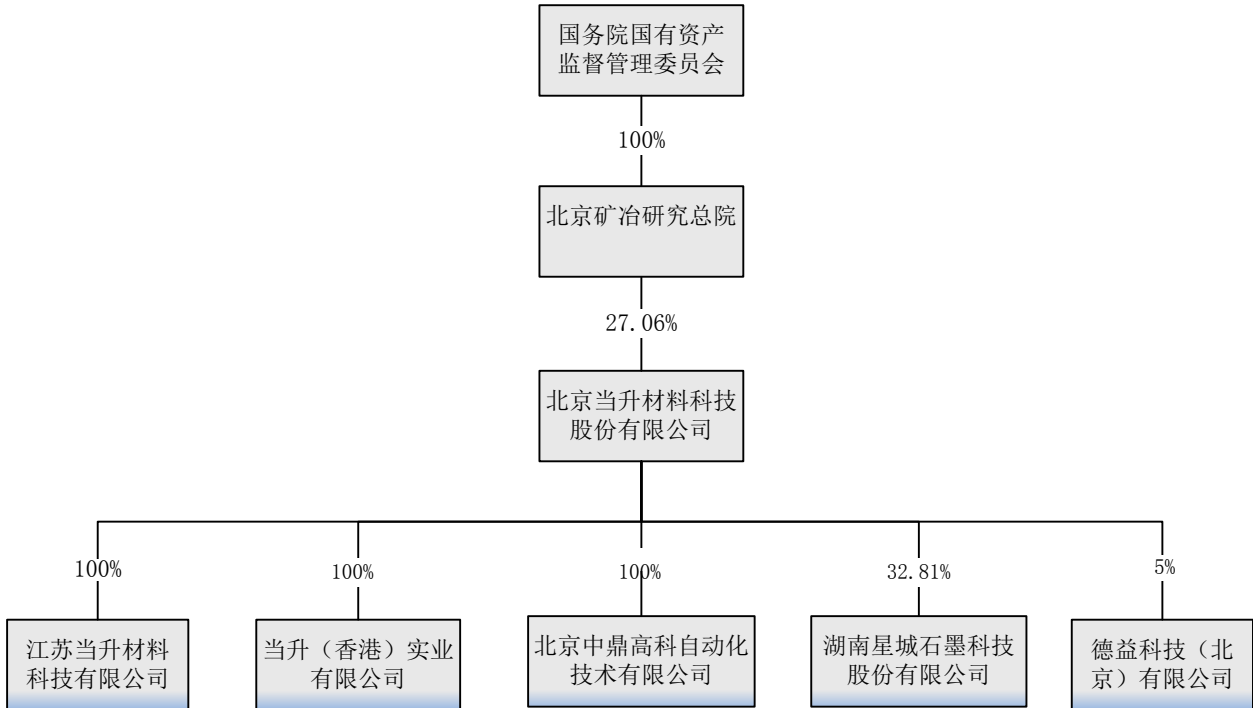 国务院国有资产
监督管理委员会
100%
北京矿冶研究总院
27.06%
北京当升材料科技
股份有限公司
100%
100%
100%
32.81%
5%
江苏当升材料
科技有限公司
当升（香港）实业
有限公司
北京中鼎高科自动化
技术有限公司
湖南星城石墨科技
股份有限公司
德益科技（北
京）有限公司